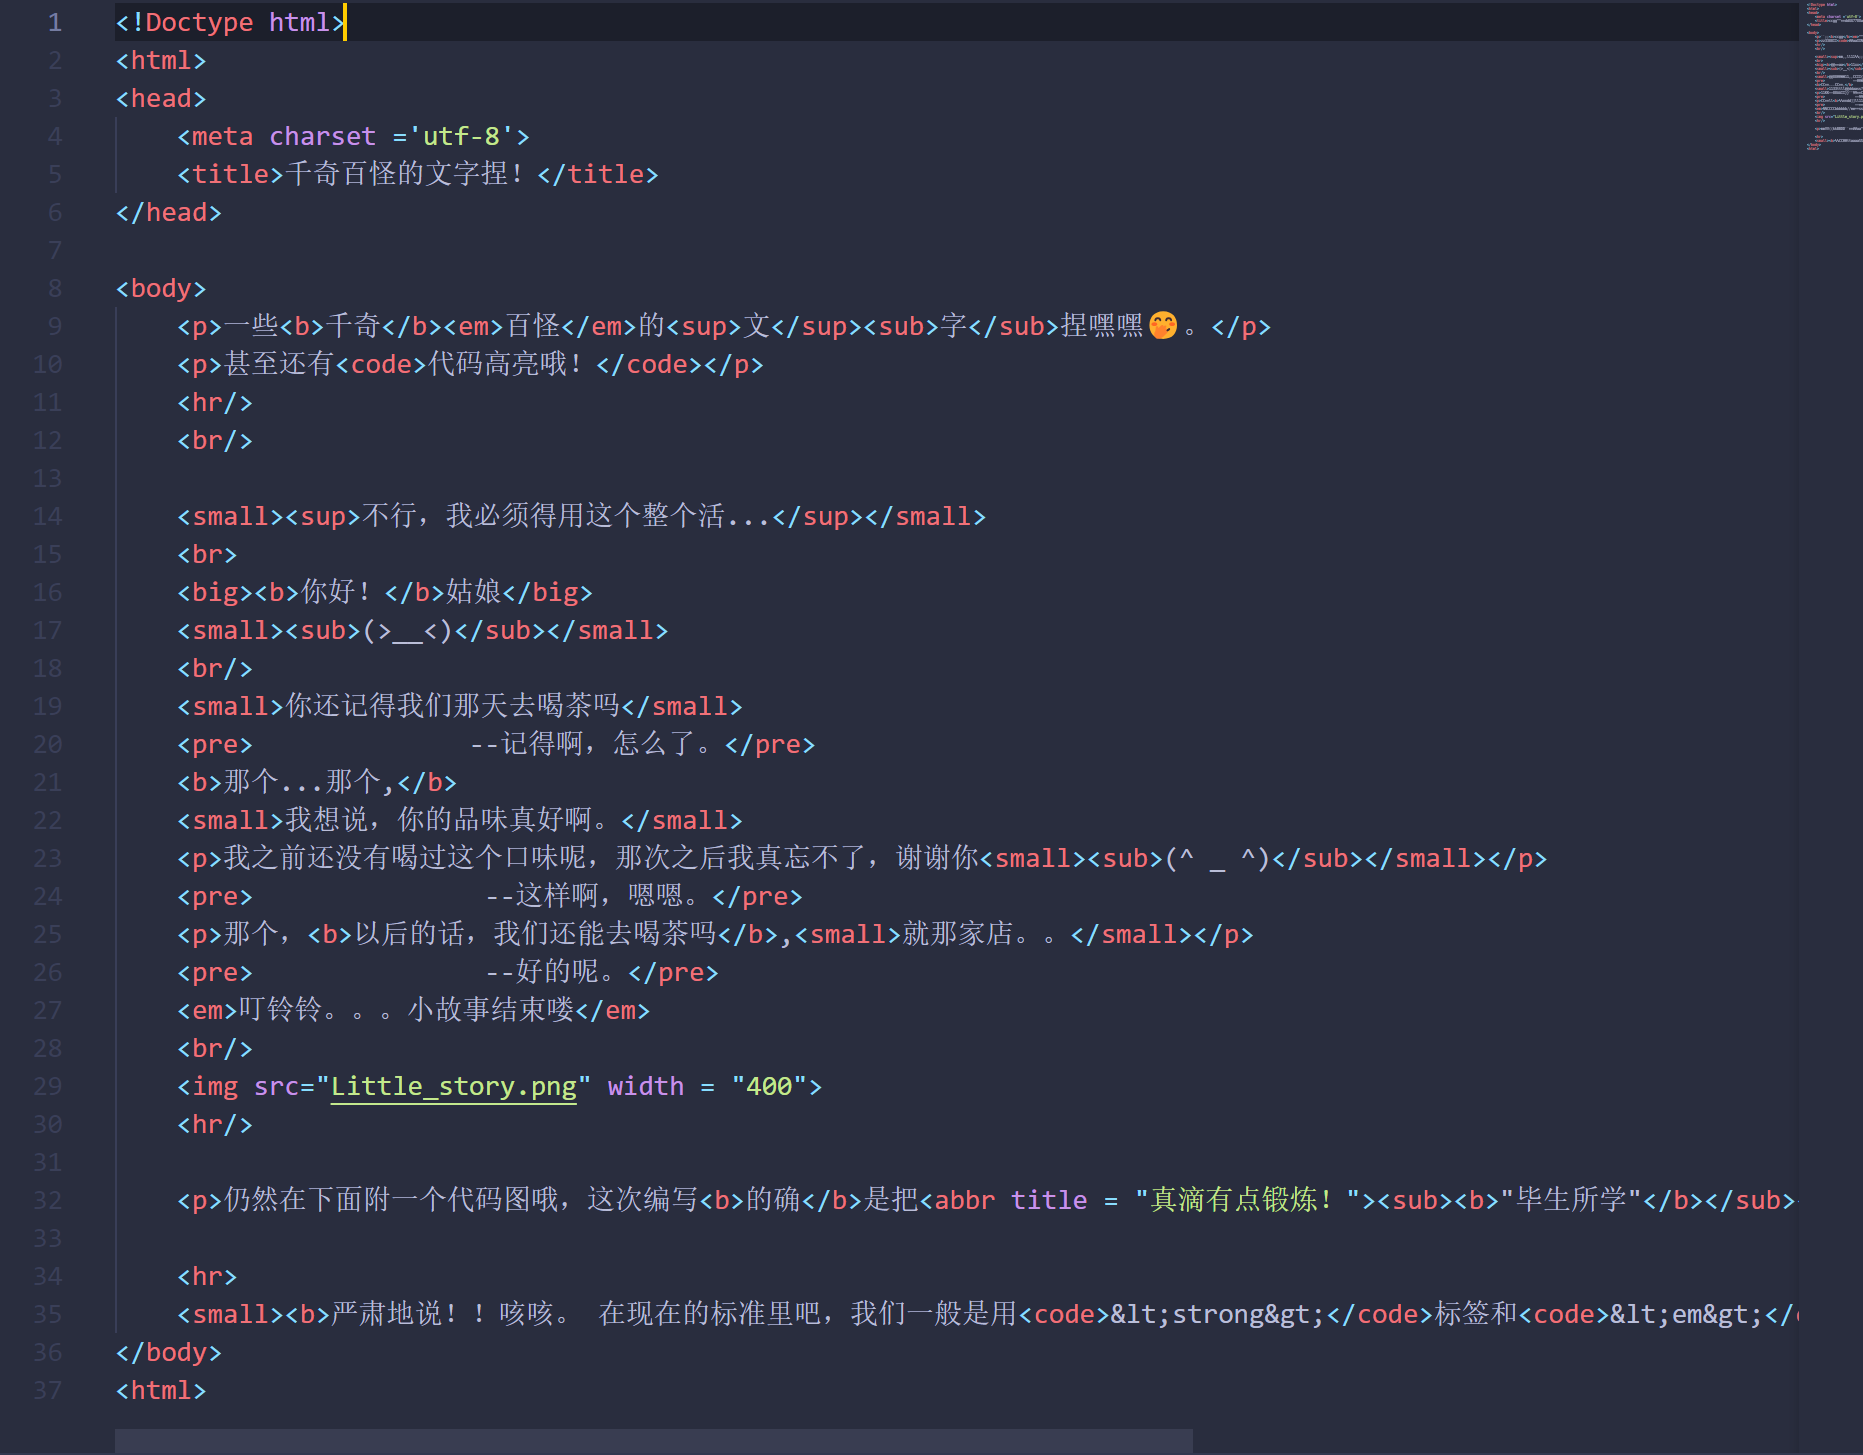 1 <!Doctype html>
2 <html>
3 <head>
4 <meta charset ='utf-8'>
5 <title>千奇百怪的文字捏！</title>
6 </head>
7
8 <body>
9 <p>一些<b>千奇</b><em>百怪</em>的<sup>文</sup><sub>字</sub>捏嘿嘿🤭。</p>
10 <p>甚至还有<code>代码高亮哦！</code></p>
11 <hr/>
12 <br/>
13
14 <small><sup>不行，我必须得用这个整个活...</sup></small>
15 <br>
16 <big><b>你好！</b>姑娘</big>
17 <small><sub>(>__<)</sub></small>
18 <br/>
19 <small>你还记得我们那天去喝茶吗</small>
20 <pre>              --记得啊，怎么了。</pre>
21 <b>那个...那个,</b>
22 <small>我想说，你的品味真好啊。</small>
23 <p>我之前还没有喝过这个口味呢，那次之后我真忘不了，谢谢你<small><sub>(^ _ ^)</sub></small></p>
24 <pre>               --这样啊，嗯嗯。</pre>
25 <p>那个，<b>以后的话，我们还能去喝茶吗</b>,<small>就那家店。。</small></p>
26 <pre>               --好的呢。</pre>
27 <em>叮铃铃。。。小故事结束喽</em>
28 <br/>
29 <img src="Little_story.png" width = "400">
30 <hr/>
31
32 <p>仍然在下面附一个代码图哦，这次编写<b>的确</b>是把<abbr title = "真滴有点锻炼！"><sub><b>"毕生所学"</b></sub>
33
34 <hr>
35 <small><b>严肃地说！！咳咳。 在现在的标准里吧，我们一般是用<code>&lt;strong&gt;</code>标签和<code>&lt;em&gt;</
36 </body>
37 <html>